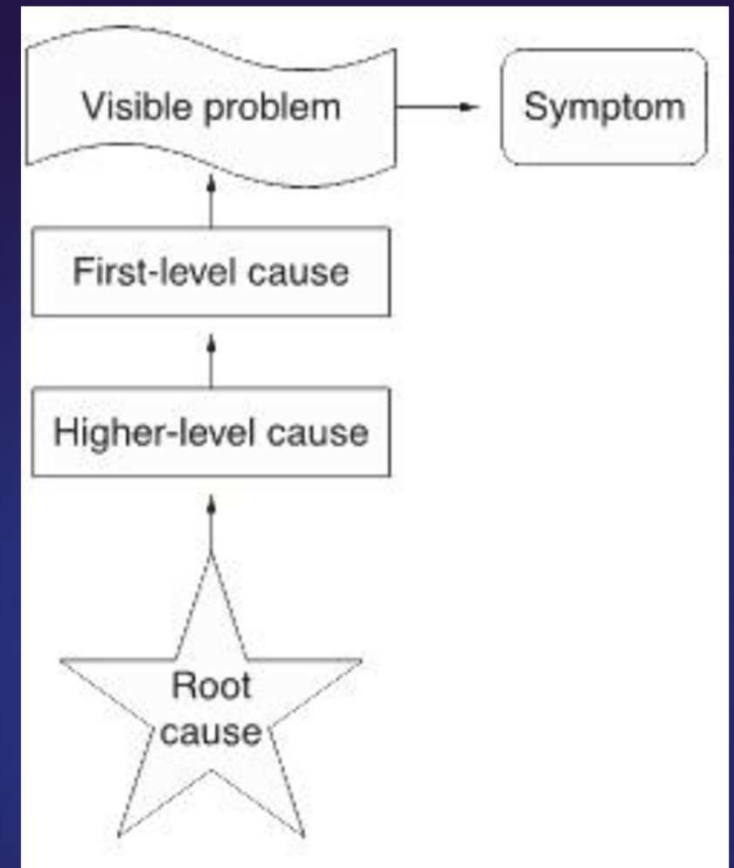 Visible problem
Symptom
First-level cause
Higher-level cause
Root
cause